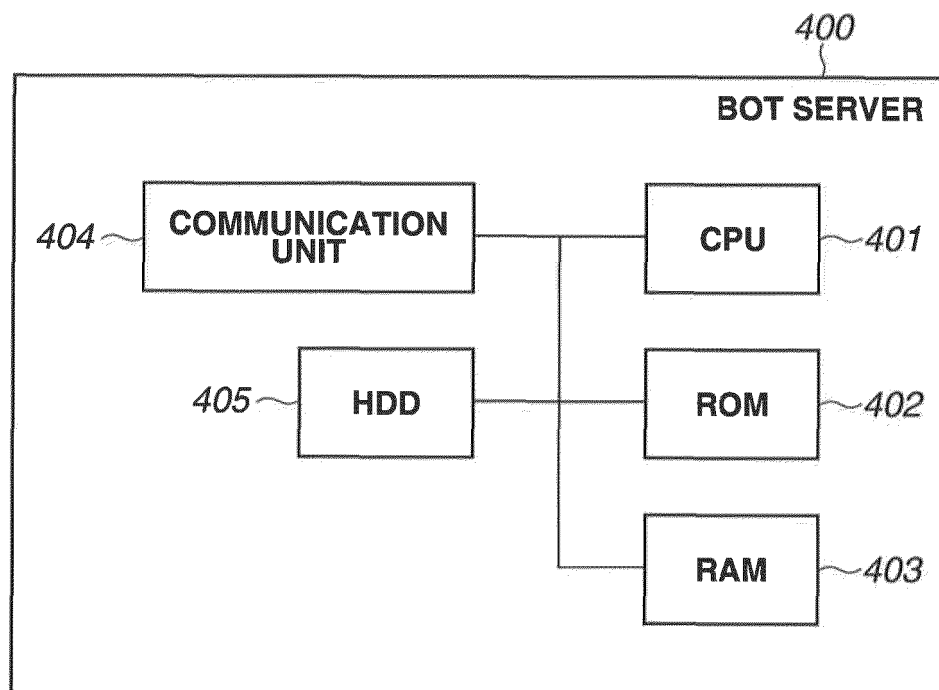 400
BOT SERVER
404
COMMUNICATION
UNIT
CPU
401
405
HDD
ROM
402
RAM
403